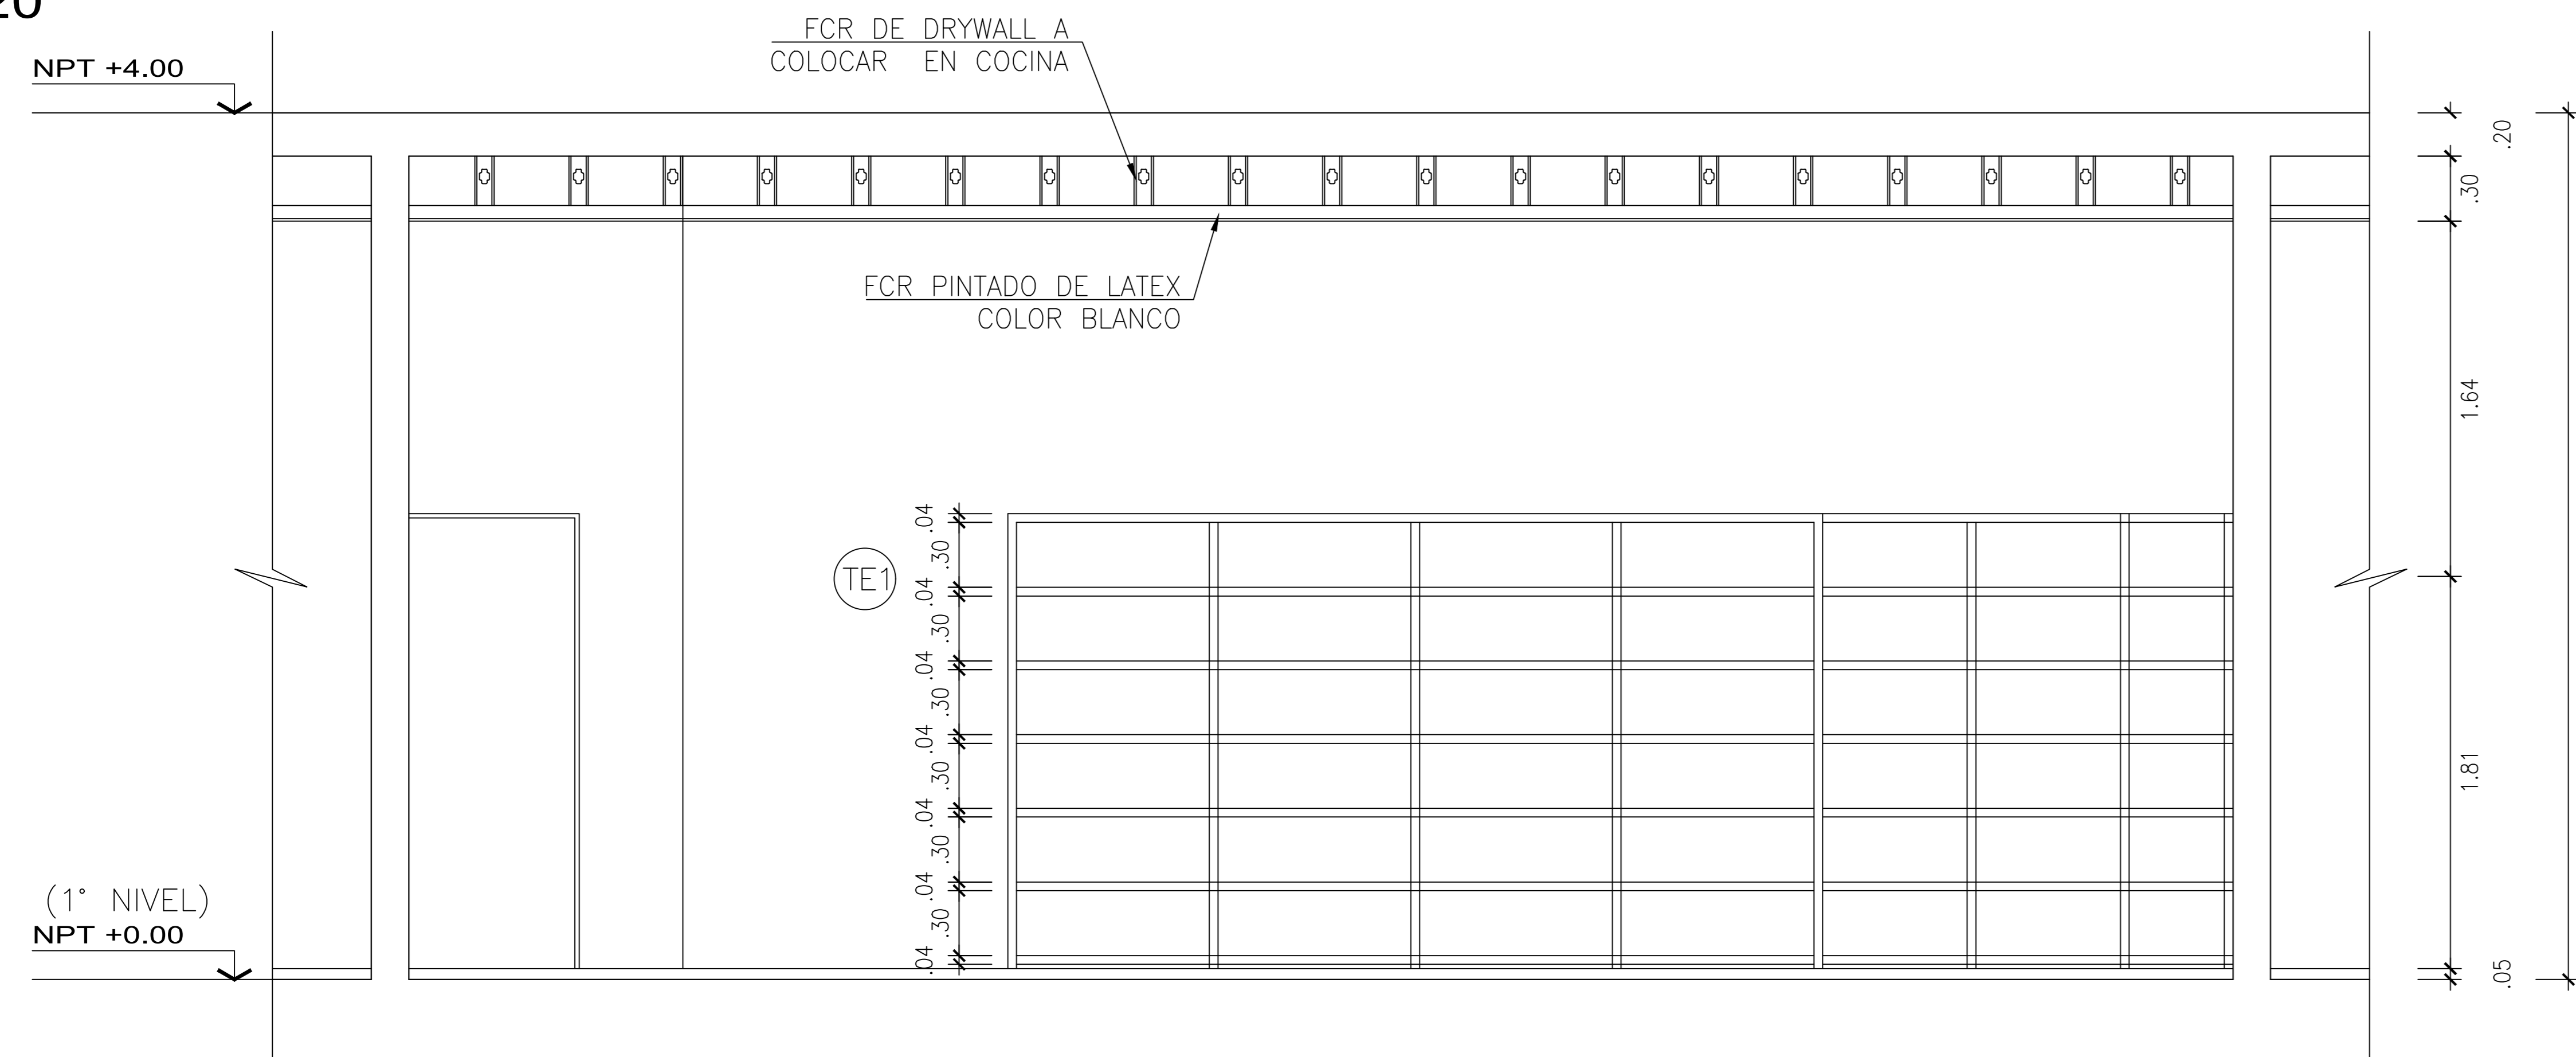 20
FCR DE DRYWALL A
COLOCAR EN COCINA
NPT +4.00
.20
.30
FCR PINTADO DE LATEX
COLOR BLANCO
1.64
TE1
.04
.30
.04
.30
.04
.30
.04
.30
.04
.30
.04
.30
.04
1.81
(1° NIVEL)
NPT +0.00
.05